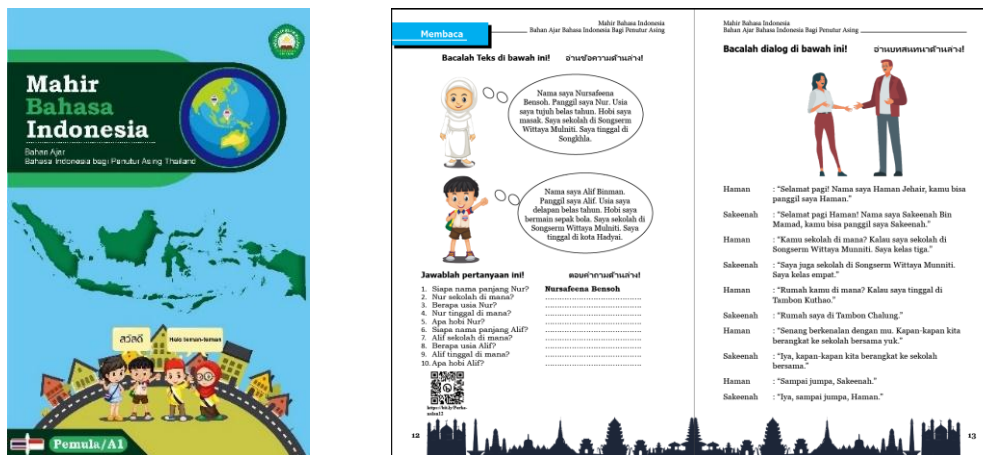 Mahir
Bahasa
Indonesia
Bahan Ajar
Bahasa Indonesia bagi Penutur Asing Thailand
สวัสดี
Halo teman-teman
Pemula/A1
Mahir Bahasa Indonesia
Bahan Ajar Bahasa Indonesia Bagi Penutur Asing
Membaca
Bacalah Teks di bawah ini! อ่านข้อความด้านล่าง!
Nama saya Nursafeena
Bensoh. Panggil saya Nur. Usia
saya tujuh belas tahun. Hobi saya
masak. Saya sekolah di Songserm
Wittaya Mulniti. Saya tinggal di
Songkhla.
Nama saya Alif Binman.
Panggil saya Alif. Usia saya
delapan belas tahun. Hobi saya
bermain sepak bola. Saya sekolah di
Songserm Wittaya Mulniti. Saya
tinggal di kota Hadyai.
Jawablah pertanyaan ini! ตอบคำถามด้านล่าง!
1. Siapa nama panjang Nur? Nursafeena Bensoh
2. Nur sekolah di mana?
3. Berapa usia Nur?
4. Nur tinggal di mana?
5. Apa hobi Nur?
6. Siapa nama panjang Alif?
7. Alif sekolah di mana?
8. Berapa usia Alif?
9. Alif tinggal di mana?
10. Apa hobi Alif?
12
Mahir Bahasa Indonesia
Bahan Ajar Bahasa Indonesia Bagi Penutur Asing
Bacalah dialog di bawah ini! อ่านบทสนทนาด้านล่าง!
Haman : “Selamat pagi! Nama saya Haman Jehair, kamu bisa
panggil saya Haman.”
Sakeenah : “Selamat pagi Haman! Nama saya Sakeenah Bin
Mamad, kamu bisa panggil saya Sakeenah.”
Haman : “Kamu sekolah di mana? Kalau saya sekolah di
Songserm Wittaya Munniti. Saya kelas tiga.”
Sakeenah : “Saya juga sekolah di Songserm Wittaya Munniti.
Saya kelas empat.”
Haman : “Rumah kamu di mana? Kalau saya tinggal di
Tambon Kuthao.”
Sakeenah : “Rumah saya di Tambon Chalung.”
Haman : “Senang berkenalan dengan mu. Kapan-kapan kita
berangkat ke sekolah bersama yuk.”
Sakeenah : “Iya, kapan-kapan kita berangkat ke sekolah
bersama.”
Haman : “Sampai jumpa, Sakeenah.”
Sakeenah : “Iya, sampai jumpa, Haman.”
13